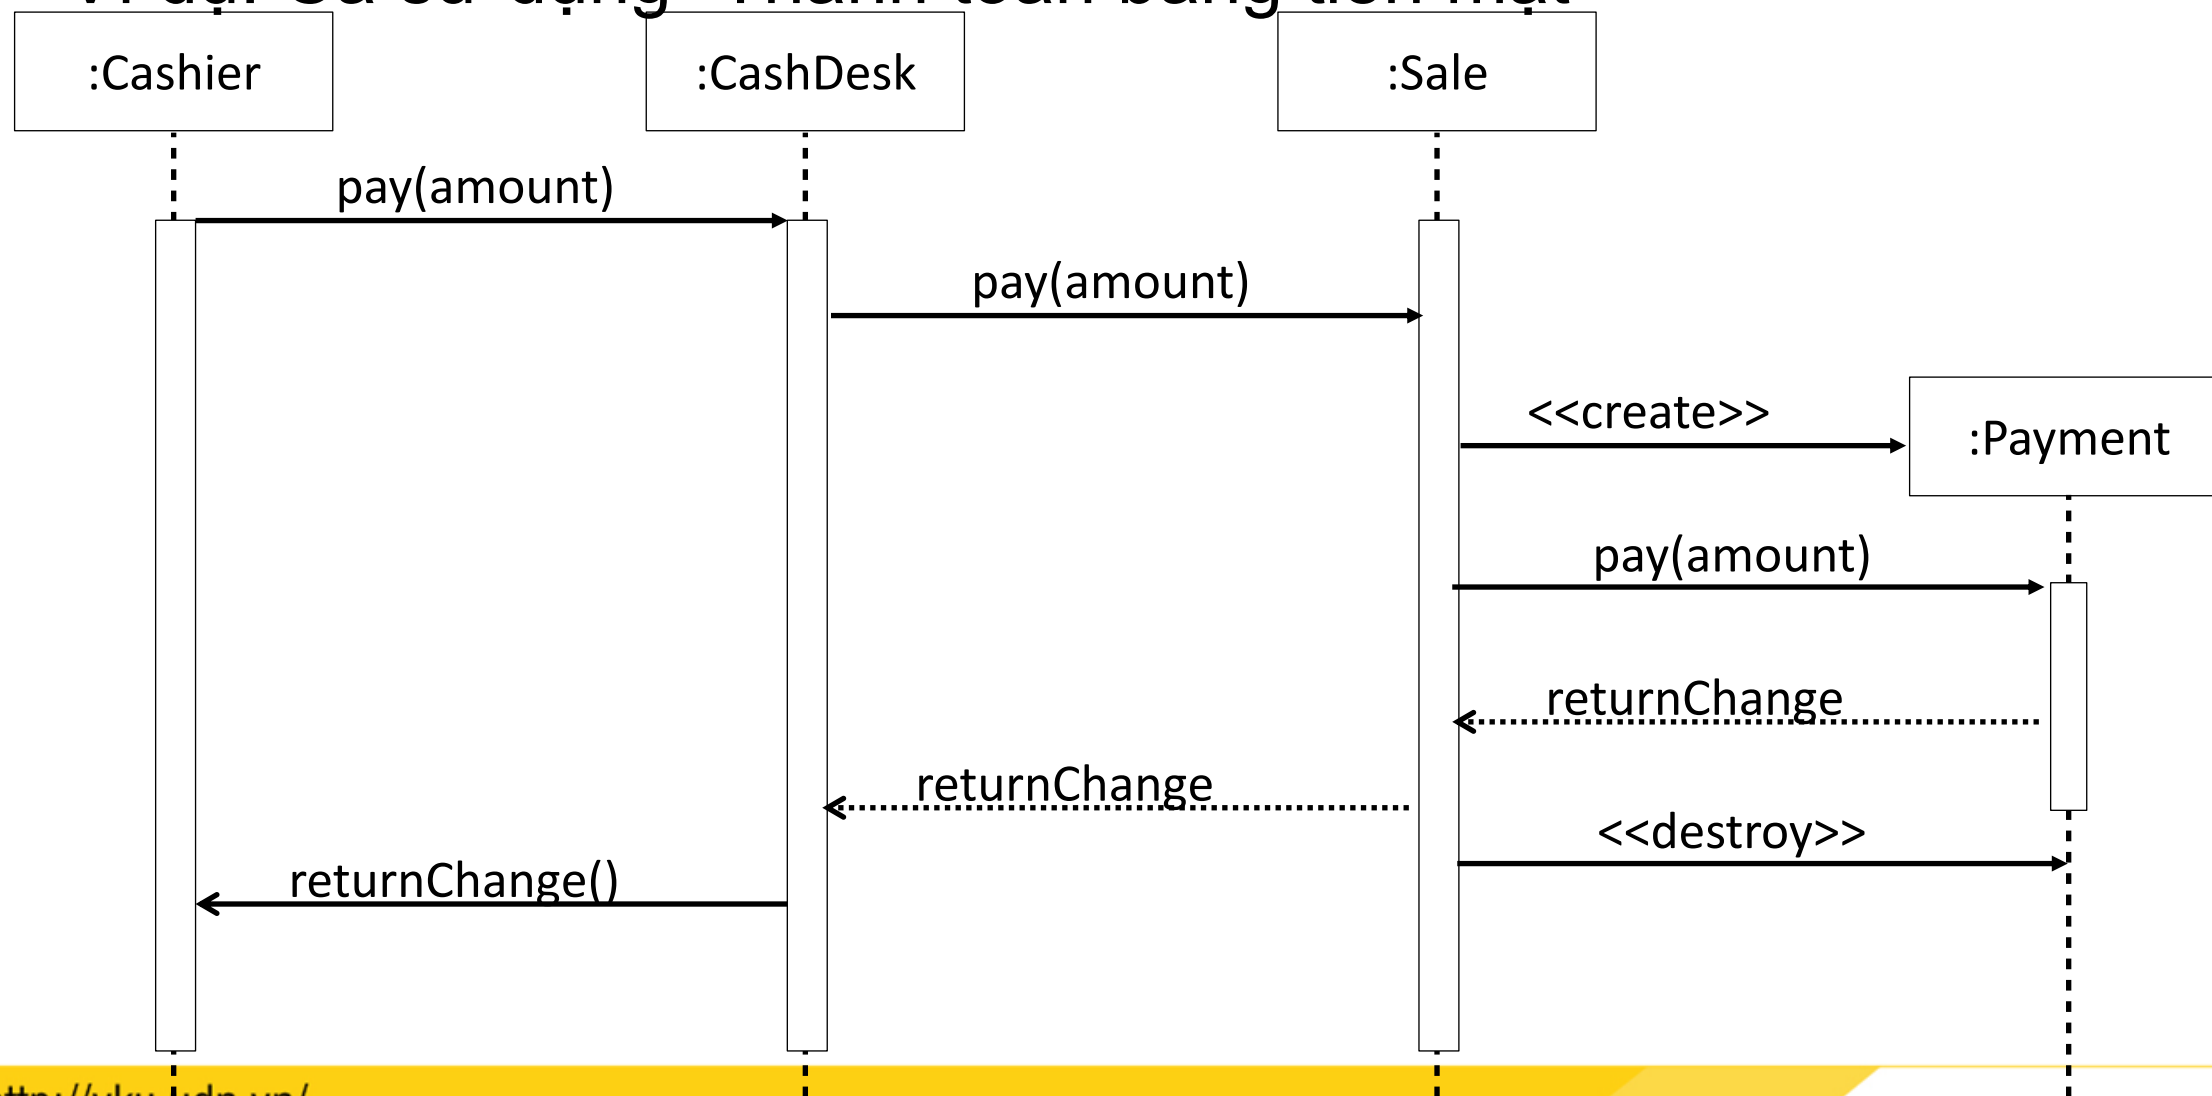 :Cashier
:CashDesk
:Sale
pay(amount)
pay(amount)
<<create>>
:Payment
pay(amount)
returnChange
returnChange
<<destroy>>
returnChange()